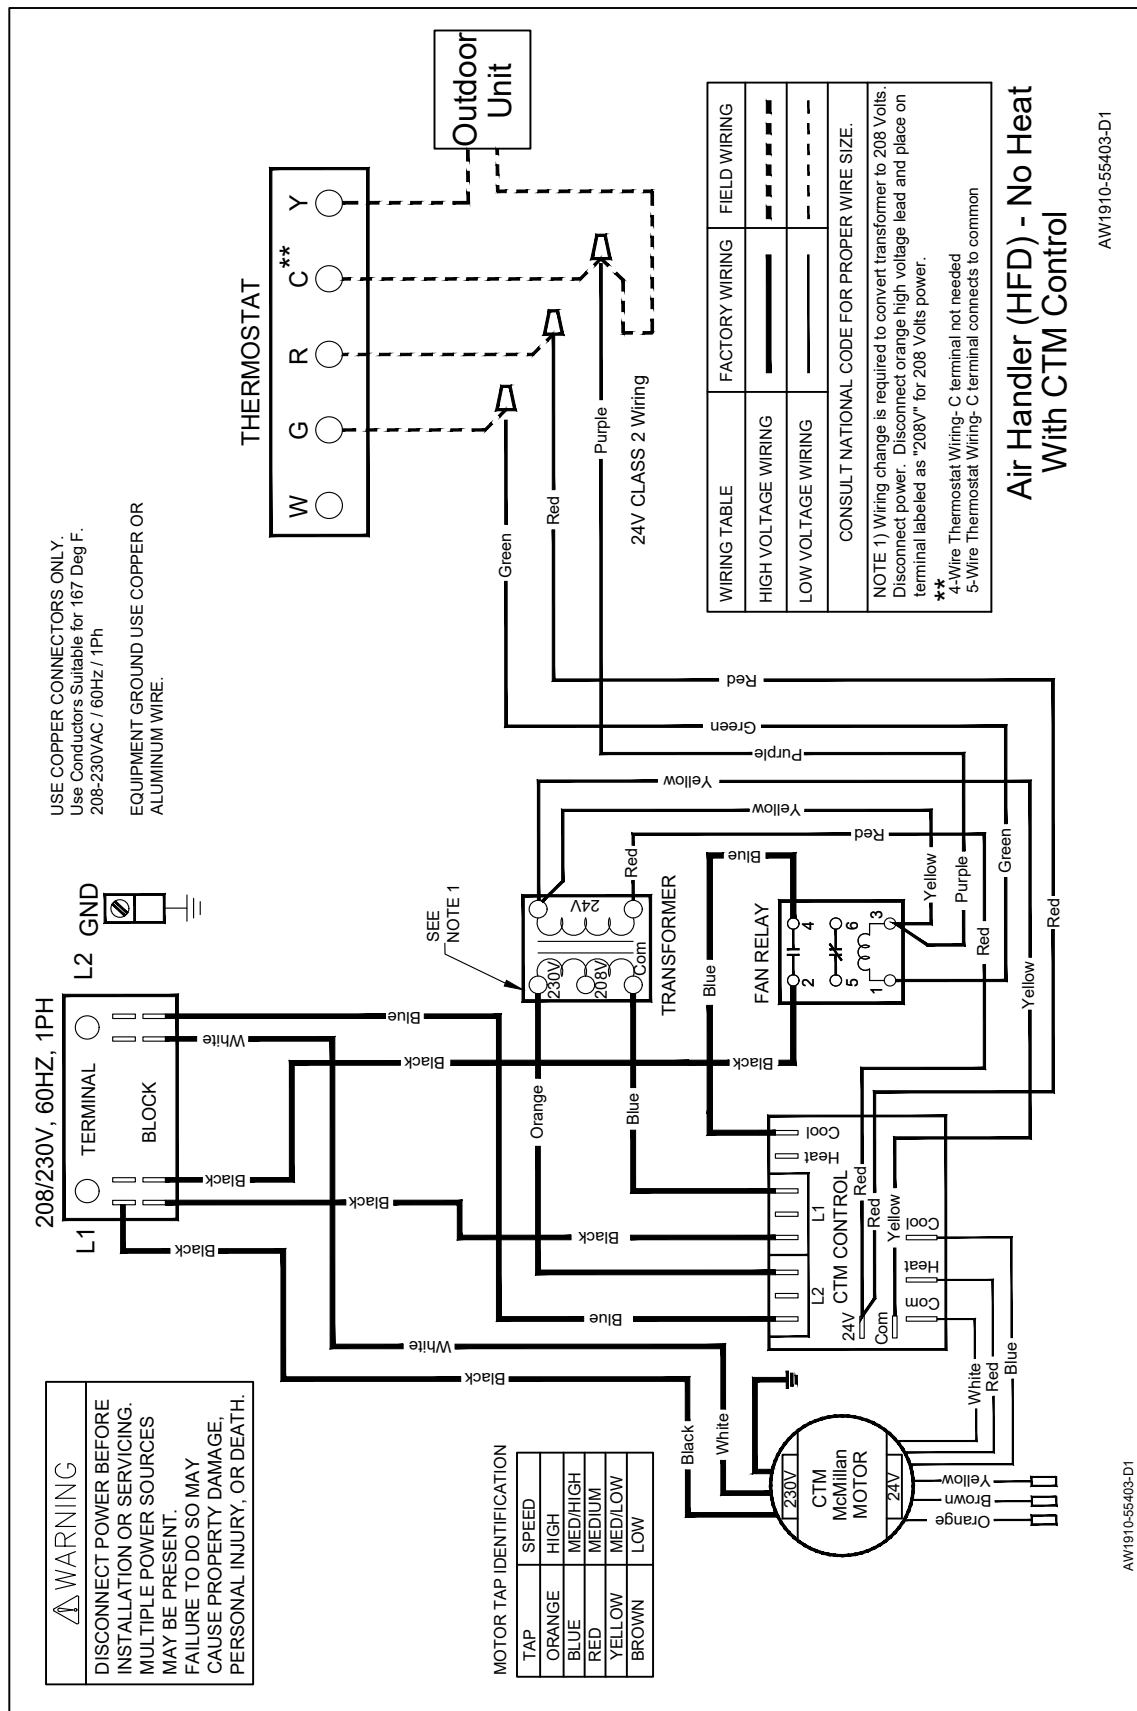 WARNING
DISCONNECT POWER BEFORE
INSTALLATION OR SERVICING.
MULTIPLE POWER SOURCES
MAY BE PRESENT.
FAILURE TO DO SO MAY
CAUSE PROPERTY DAMAGE,
PERSONAL INJURY, OR DEATH.
208/230V, 60HZ, 1PH
L1
L2
GND
TERMINAL
BLOCK
USE COPPER CONNECTORS ONLY.
Use Conductors Suitable for 167 Deg F.
208-230VAC / 60Hz / 1Ph
EQUIPMENT GROUND USE COPPER OR
ALUMINUM WIRE.
THERMOSTAT
W
G
R
C
**
Y
Outdoor
Unit
Black
Black
Black
White
Blue
Black
Black
White
Blue
Black
Orange
Blue
Black
Black
Blue
Blue
Green
Red
Purple
24V CLASS 2 Wiring
Red
Green
Purple
Yellow
Yellow
Red
SEE
NOTE 1
230V
208V
Com
24V
TRANSFORMER
Red
FAN RELAY
2
4
5
6
1
3
Yellow
Purple
Green
Red
Red
Yellow
MOTOR TAP IDENTIFICATION
TAP SPEED
ORANGE HIGH
BLUE MED/HIGH
RED MEDIUM
YELLOW MED/LOW
BROWN LOW
Black
White
230V
CTM
McMillan
MOTOR
24V
Orange
Brown
Yellow
White
Red
Blue
L2
L1
Heat
Cool
CTM CONTROL
24V
Com
Red
Red
Yellow
Com
Heat
Cool
WIRING TABLE FACTORY WIRING FIELD WIRING
HIGH VOLTAGE WIRING
LOW VOLTAGE WIRING
CONSULT NATIONAL CODE FOR PROPER WIRE SIZE.
NOTE 1) Wiring change is required to convert transformer to 208 Volts.
Disconnect power. Disconnect orange high voltage lead and place on
terminal labeled as "208V" for 208 Volts power.
**
4-Wire Thermostat Wiring- C terminal not needed
5-Wire Thermostat Wiring- C terminal connects to common
Air Handler (HFD) - No Heat
With CTM Control
AW1910-55403-D1
AW1910-55403-D1